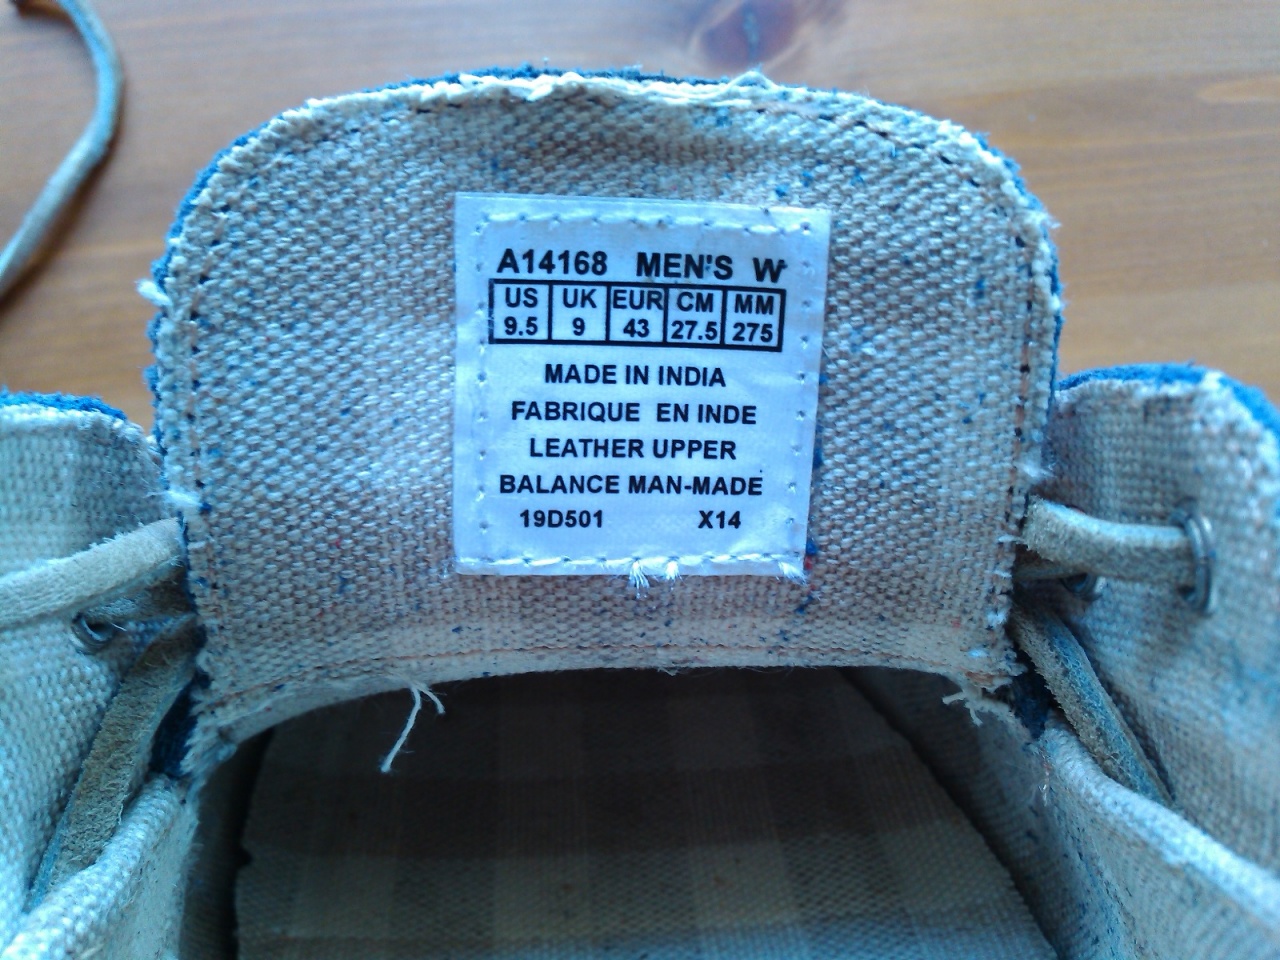 A14168 MEN'S W
US UK EUR CM MM
9.5 9 43 27.5 275
MADE IN INDIA
FABRIQUE EN INDE
LEATHER UPPER
BALANCE MAN-MADE
19D501 X14